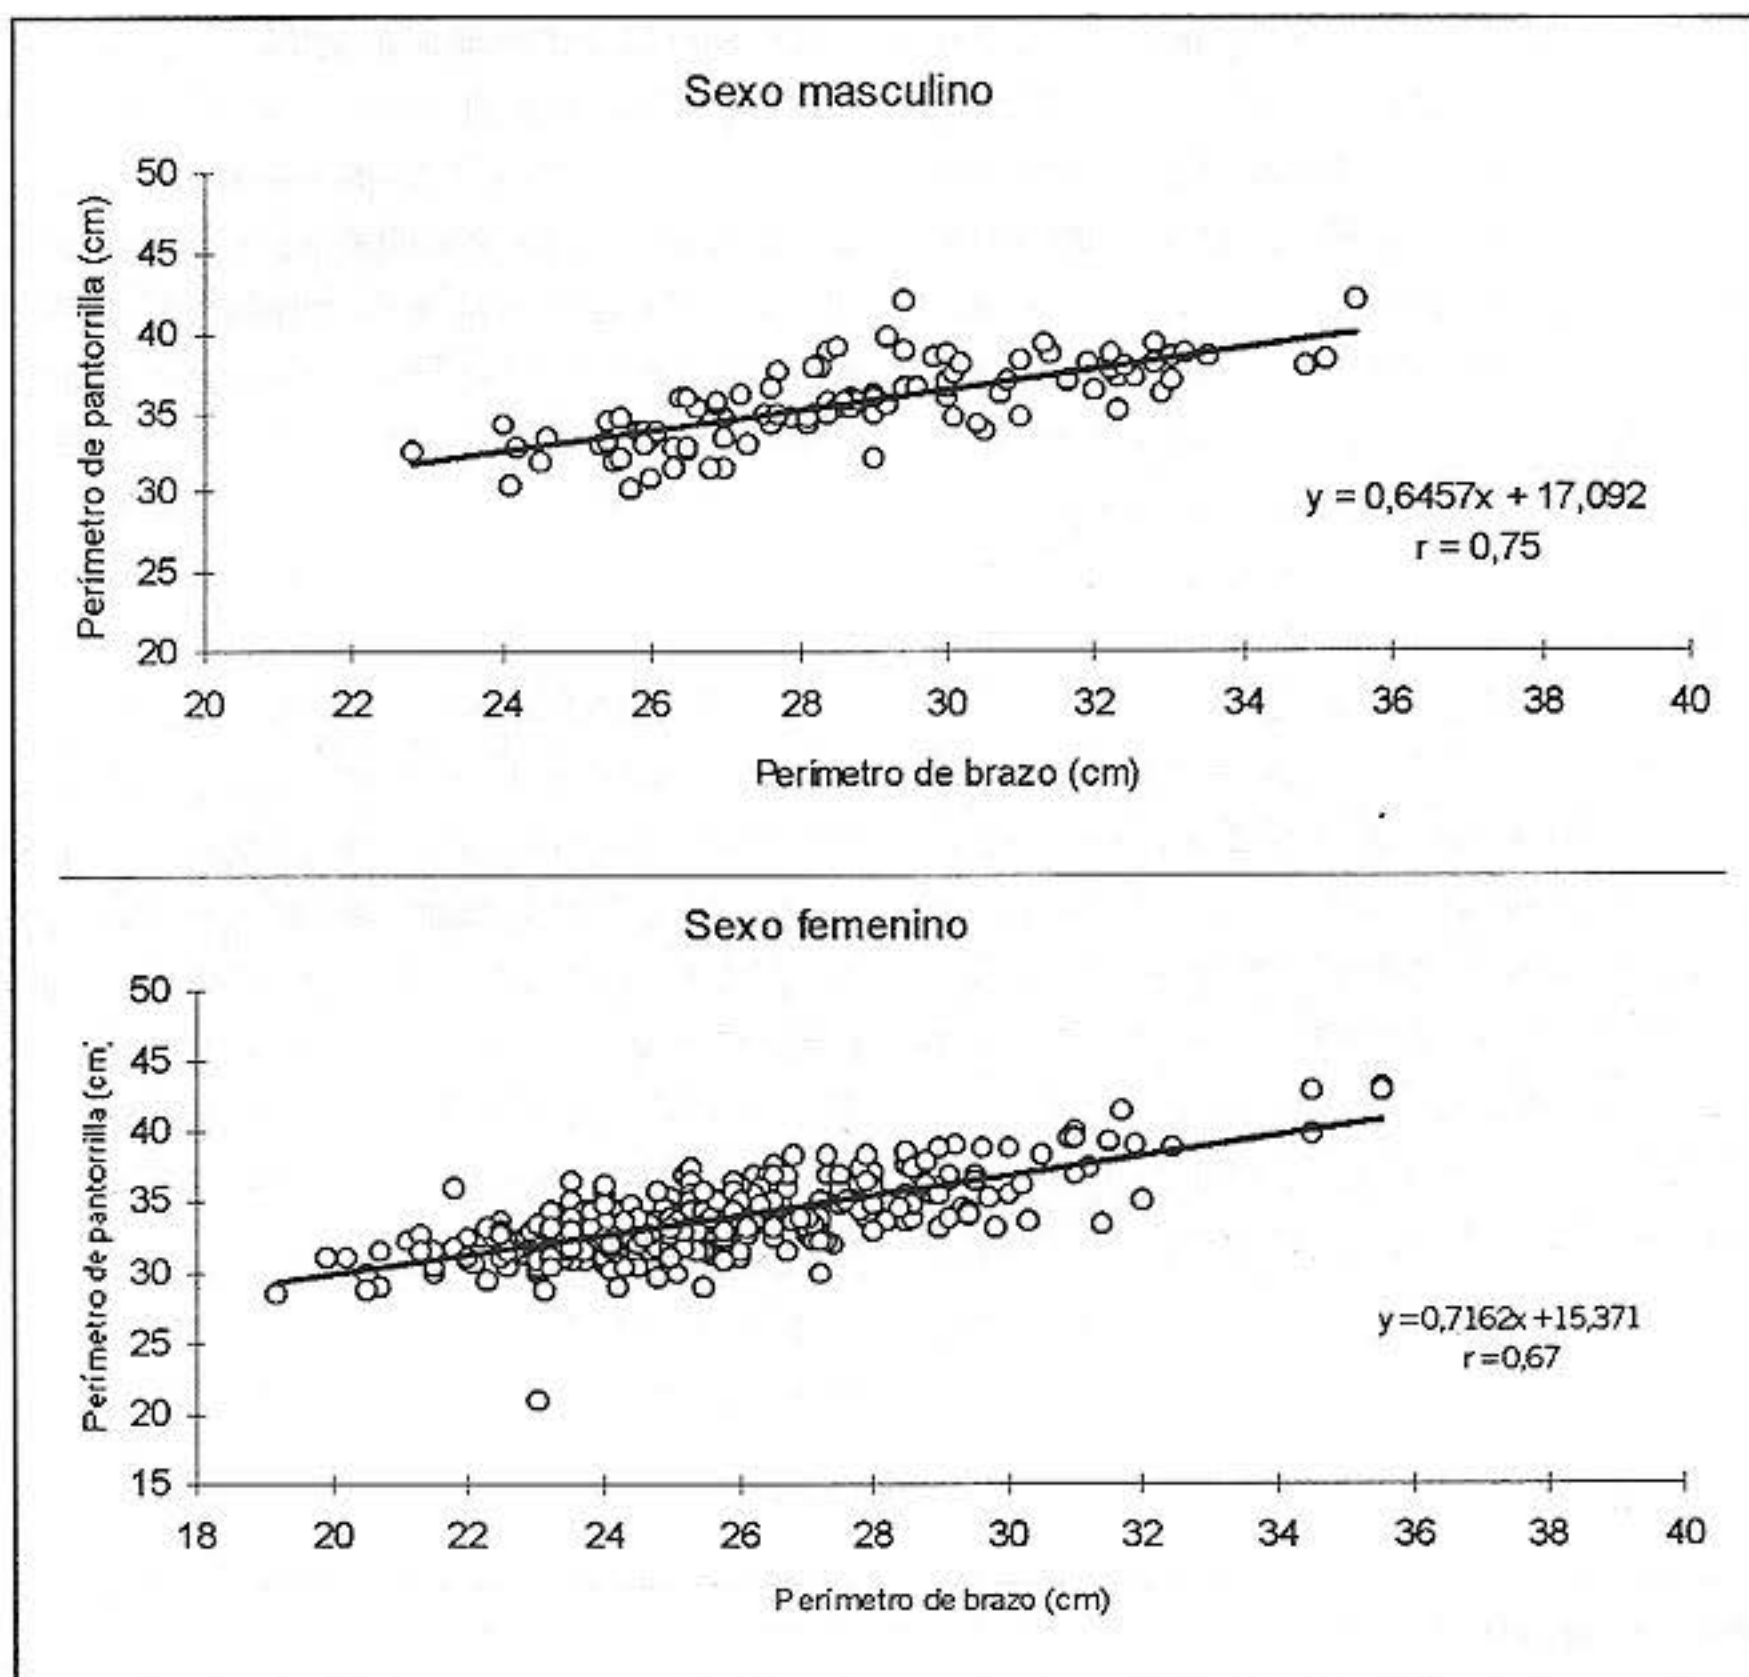 Sexo masculino
Perímetro de pantorrilla (cm)
50
45
40
35
30
25
20
y = 0,6457x + 17,092
r = 0,75
20 22 24 26 28 30 32 34 36 38 40
Perímetro de brazo (cm)
Sexo femenino
Perímetro de pantorrilla (cm)
50
45
40
35
30
25
20
15
y=0,7162x+15,371
r=0,67
18 20 22 24 26 28 30 32 34 36 38 40
Perímetro de brazo (cm)